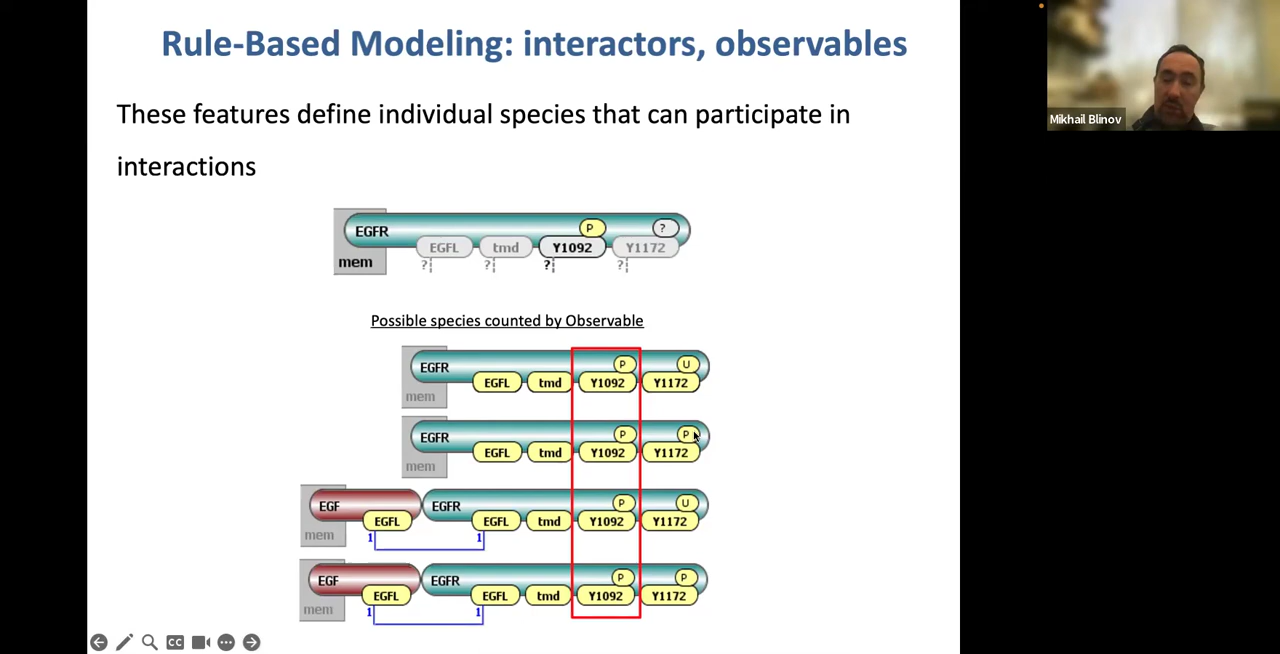 Rule-Based Modeling: interactors, observables
Mikhail Blinov
These features define individual species that can participate in
interactions
EGFR P ?
EGFL tmd Y1092 Y1172
mem ? ? ? ?
Possible species counted by Observable
EGFR P U
EGFL tmd Y1092 Y1172
mem
EGFR P P
EGFL tmd Y1092 Y1172
mem
EGF EGFR P U
EGFL EGFL tmd Y1092 Y1172
mem 1 1
EGF EGFR P P
EGFL EGFL tmd Y1092 Y1172
mem 1 1
CC